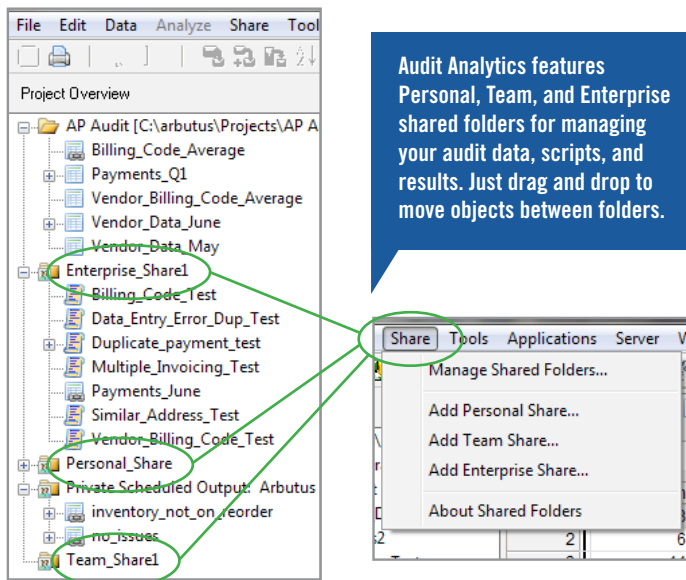 File Edit Data Analyze Share Tool
Project Overview
AP Audit [C:\arbutus\Projects\AP A
Billing_Code_Average
Payments_Q1
Vendor_Billing_Code_Average
Vendor_Data_June
Vendor_Data_May
Enterprise_Share1
Billing_Code_Test
Data_Entry_Error_Dup_Test
Duplicate_payment_test
Multiple_Invoicing_Test
Payments_June
Similar_Address_Test
Vendor_Billing_Code_Test
Personal_Share
Private Scheduled Output: Arbutus
inventory_not_on_reorder
no_issues
Team_Share1
Audit Analytics features
Personal, Team, and Enterprise
shared folders for managing
your audit data, scripts, and
results. Just drag and drop to
move objects between folders.
Share Tools Applications Server W
Manage Shared Folders...
Add Personal Share...
Add Team Share...
Add Enterprise Share...
About Shared Folders
2 6